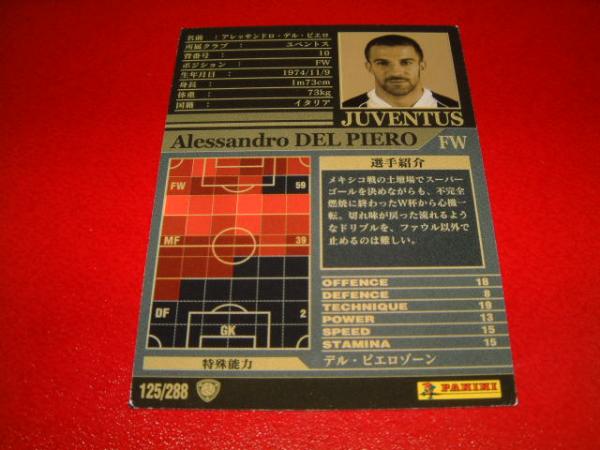 名前：アレッサンドロ・デル・ピエロ
所属クラブ：ユベントス
背番号：10
ポジション：FW
生年月日：1974/11/9
身長：1m73cm
体重：73kg
国籍：イタリア
JUVENTUS
Alessandro DEL PIERO FW
選手紹介
メキシコ戦の土壇場でスーパー
ゴールを決めながらも、不完全
燃焼に終わったW杯から心機一
転。切れ味が戻った流れるよう
なドリブルを、ファウル以外で
止めるのは難しい。
FW 59
MF 39
DF 2
GK
OFFENCE 18
DEFENCE 8
TECHNIQUE 19
POWER 13
SPEED 15
STAMINA 15
特殊能力 デル・ピエロゾーン
125/288
PANINI